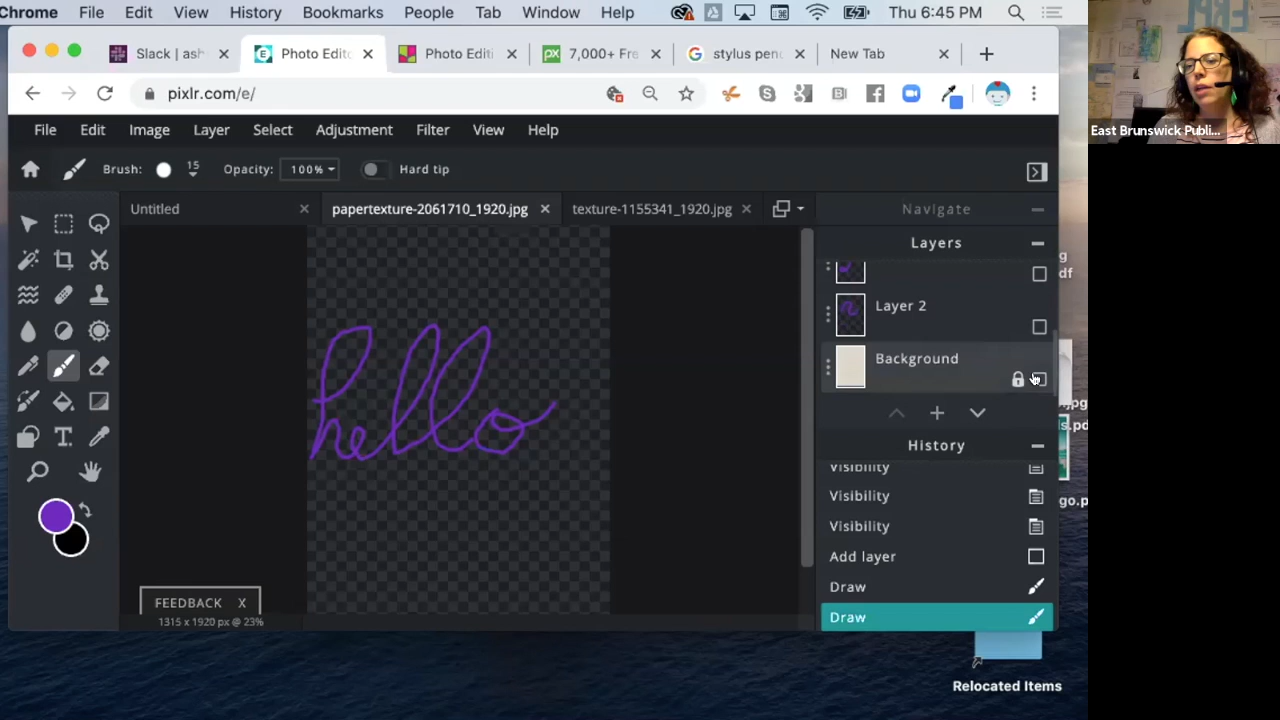 Chrome File Edit View History Bookmarks People Tab Window Help Thu 6:45 PM
Slack | ash Photo Edito Photo Editi 7,000+ Fre stylus pen New Tab
pixlr.com/e/
File Edit Image Layer Select Adjustment Filter View Help
Brush: 15 Opacity: 100% Hard tip
Untitled papertexture-2061710_1920.jpg texture-1155341_1920.jpg Navigate
Layers
Layer 2
Background
History
Visibility
Visibility
Visibility
Add layer
Draw
Draw
hello
FEEDBACK X
1315 x 1920 px @ 23%
Relocated Items
East Brunswick Publi...